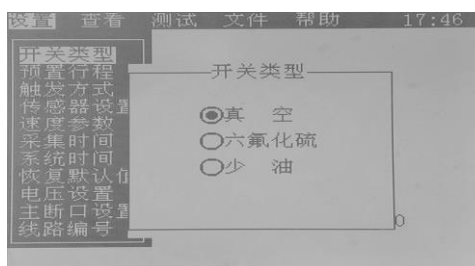 设置 查看 测试 文件 帮助 17:46
开关类型
预置行程
触发方式
传感器设置
速度参数
采集时间
系统时间
恢复默认值
电压设置
主断口设置
线路编号
开关类型
真 空
六氟化硫
少 油
0